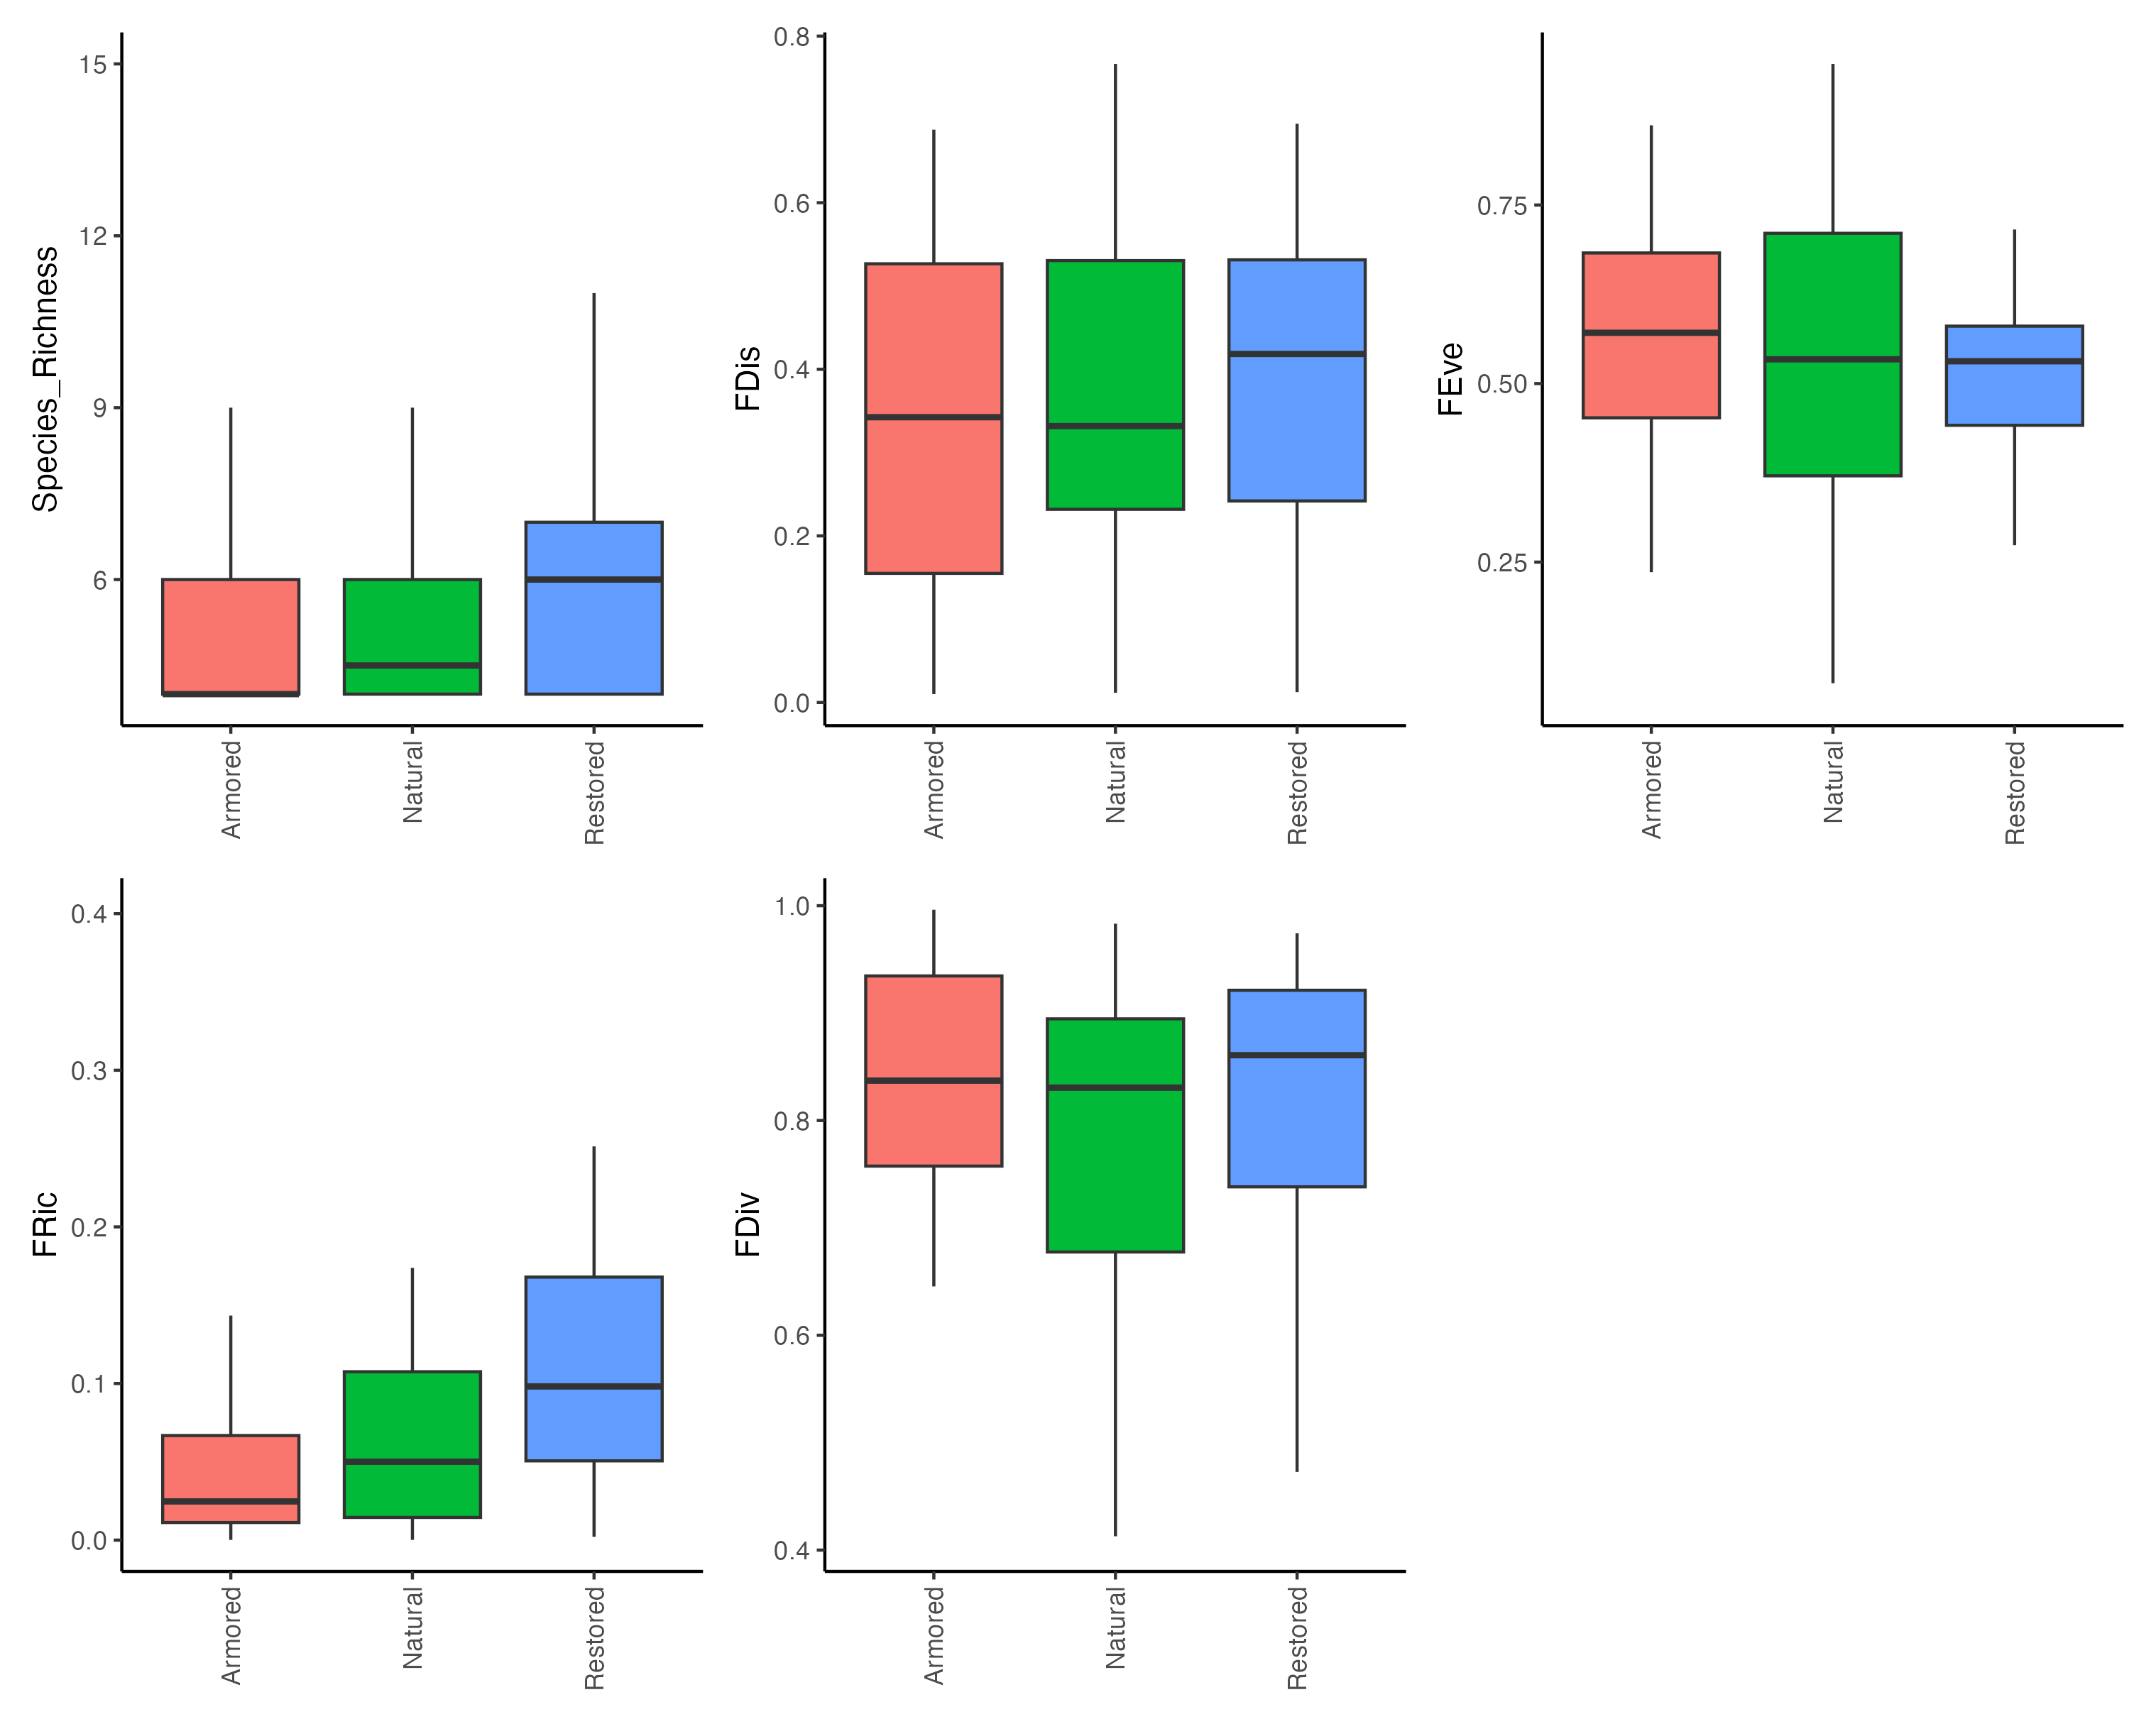 Species_Richness
15
12
9
6
Armored
Natural
Restored
FDis
0.8
0.6
0.4
0.2
0.0
Armored
Natural
Restored
FEve
0.75
0.50
0.25
Armored
Natural
Restored
FRic
0.4
0.3
0.2
0.1
0.0
Armored
Natural
Restored
FDiv
1.0
0.8
0.6
0.4
Armored
Natural
Restored